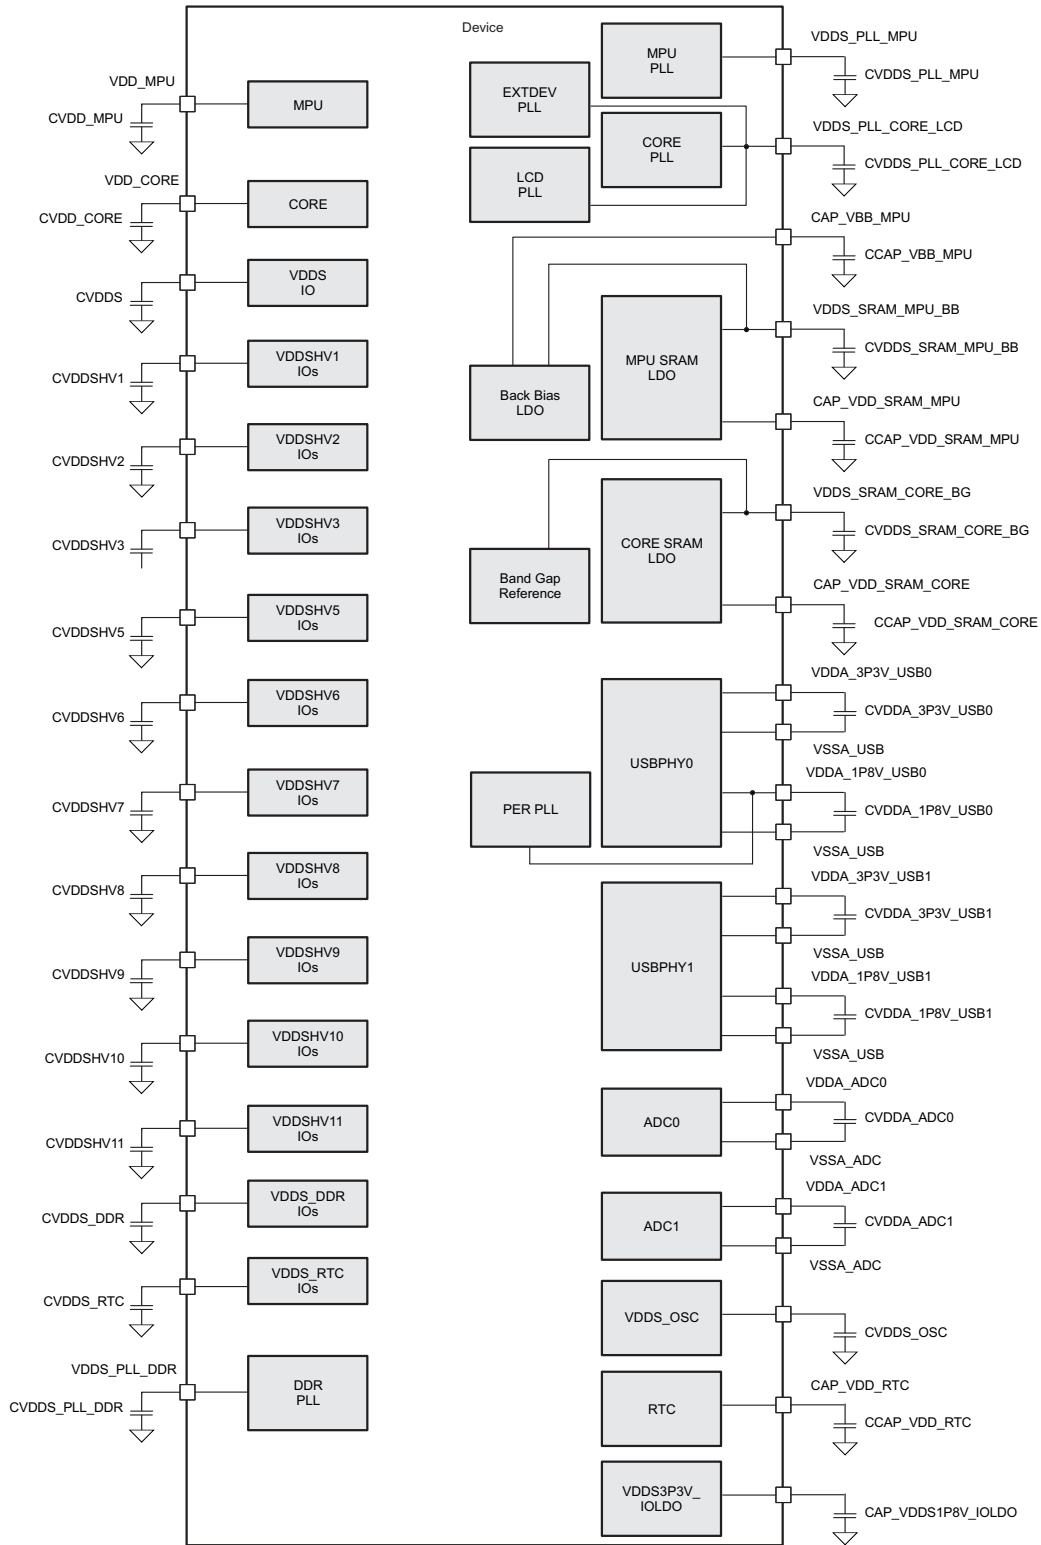 Device
VDD_MPU
CVDD_MPU
MPU
VDD_CORE
CVDD_CORE
CORE
CVDDS
VDDS
IO
CVDDSHV1
VDDSHV1
IOs
CVDDSHV2
VDDSHV2
IOs
CVDDSHV3
VDDSHV3
IOs
CVDDSHV5
VDDSHV5
IOs
CVDDSHV6
VDDSHV6
IOs
CVDDSHV7
VDDSHV7
IOs
CVDDSHV8
VDDSHV8
IOs
CVDDSHV9
VDDSHV9
IOs
CVDDSHV10
VDDSHV10
IOs
CVDDSHV11
VDDSHV11
IOs
CVDDS_DDR
VDDS_DDR
IOs
CVDDS_RTC
VDDS_RTC
IOs
VDDS_PLL_DDR
CVDDS_PLL_DDR
DDR
PLL
MPU
PLL
VDDS_PLL_MPU
CVDDS_PLL_MPU
EXTDEV
PLL
CORE
PLL
LCD
PLL
VDDS_PLL_CORE_LCD
CVDDS_PLL_CORE_LCD
CAP_VBB_MPU
CCAP_VBB_MPU
MPU SRAM
LDO
Back Bias
LDO
VDDS_SRAM_MPU_BB
CVDDS_SRAM_MPU_BB
CAP_VDD_SRAM_MPU
CCAP_VDD_SRAM_MPU
CORE SRAM
LDO
Band Gap
Reference
VDDS_SRAM_CORE_BG
CVDDS_SRAM_CORE_BG
CAP_VDD_SRAM_CORE
CCAP_VDD_SRAM_CORE
USBPHY0
PER PLL
VDDA_3P3V_USB0
CVDDA_3P3V_USB0
VSSA_USB
VDDA_1P8V_USB0
CVDDA_1P8V_USB0
VSSA_USB
USBPHY1
VDDA_3P3V_USB1
CVDDA_3P3V_USB1
VSSA_USB
VDDA_1P8V_USB1
CVDDA_1P8V_USB1
VSSA_USB
ADC0
VDDA_ADC0
CVDDA_ADC0
VSSA_ADC
ADC1
VDDA_ADC1
CVDDA_ADC1
VSSA_ADC
VDDS_OSC
CVDDS_OSC
RTC
CAP_VDD_RTC
CCAP_VDD_RTC
VDDS3P3V_
IOLDO
CAP_VDDS1P8V_IOLDO